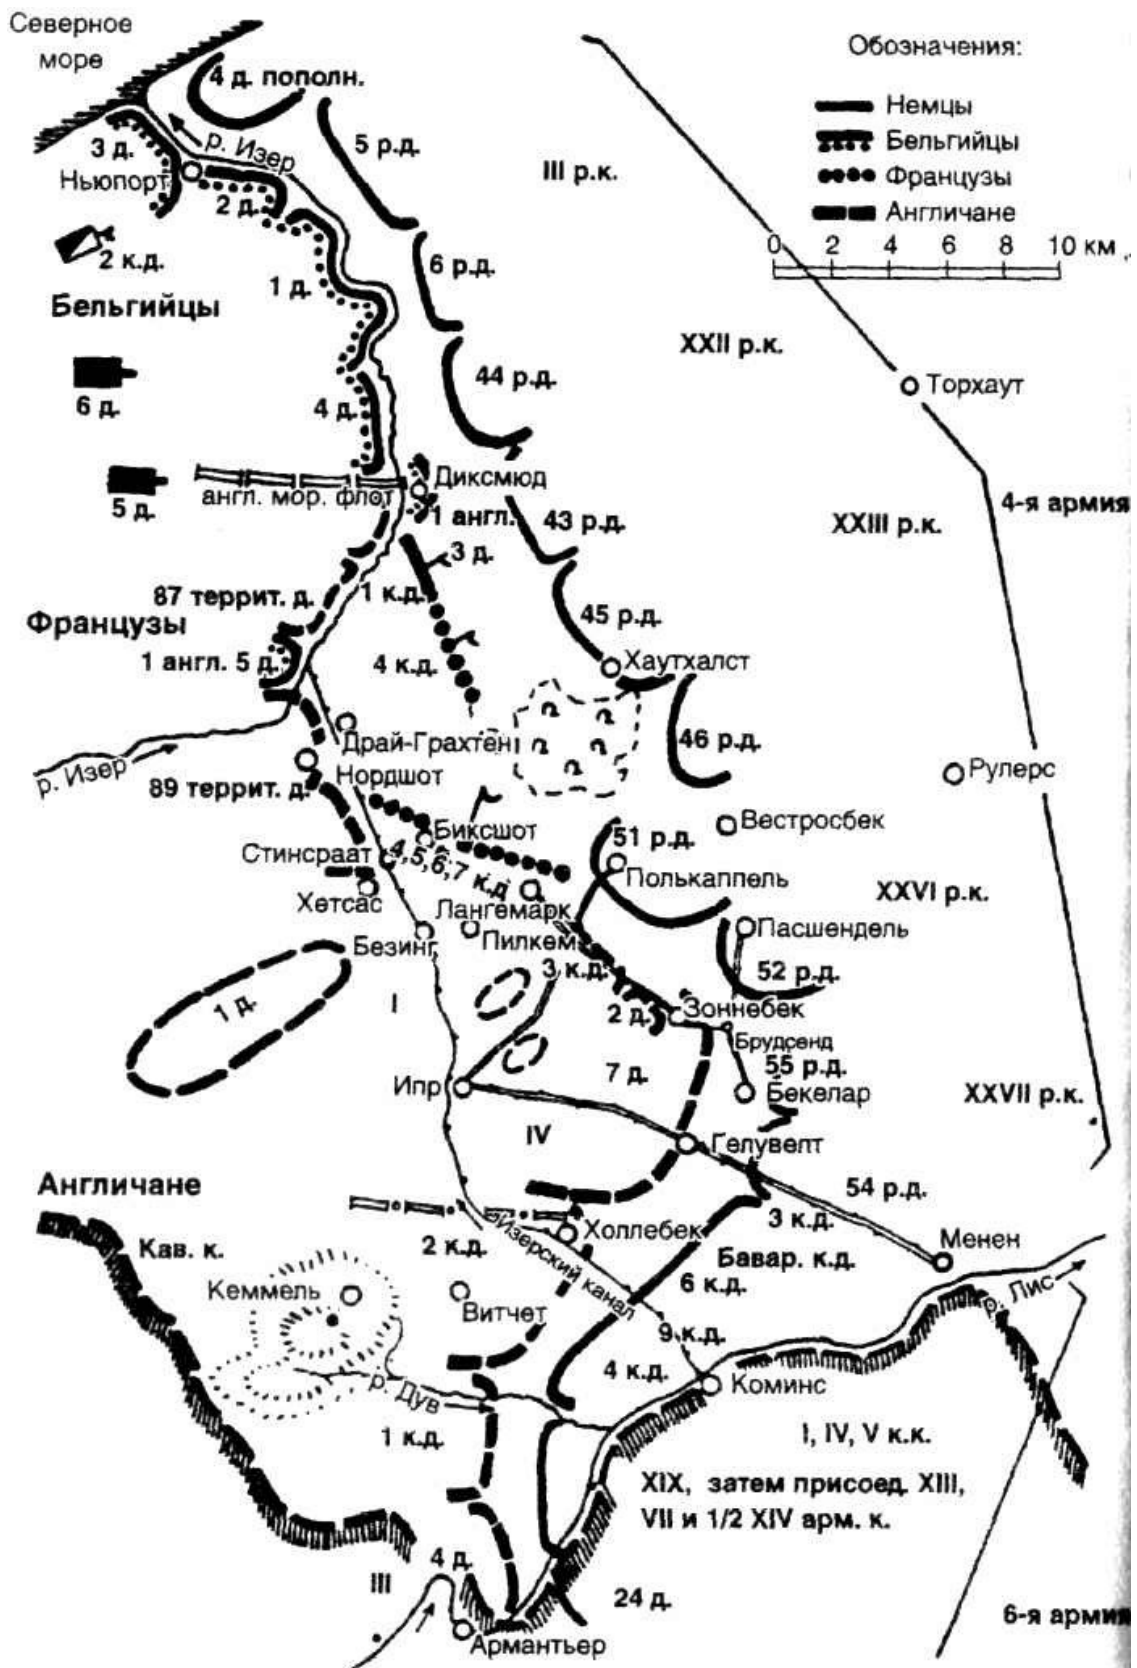 Северное
море
Обозначения:
4 д. пополн.
Немцы
р. Изер
5 р.д.
Бельгийцы
3 д.
III р.к.
Французы
Ньюпорт
2 д.
Англичане
0 2 4 6 8 10 км
2 к.д.
6 р.д.
1 д.
Бельгийцы
XXII р.к.
44 р.д.
Торхаут
6 д.
4 д.
Диксмюд
англ. мор. флот
5 д.
1 англ.
43 р.д.
XXIII р.к.
4-я армия
3 д.
87 террит. д.
1 к.д.
45 р.д.
Французы
1 англ. 5 д.
4 к.д.
Хаутхалст
46 р.д.
Драй-Грахтен
р. Изер
Нордшот
Рулерс
89 террит. д.
Вестросбек
Биксшот
51 р.д.
Стинсраат
4,5,6,7 к.д
Полькаппель
XXVI р.к.
Хетсас
Лангемарк
Пасшендель
Безинг
Пилкем
3 к.д.
52 р.д.
1 д.
I
2 д.
Зоннебек
Брудсенд
55 р.д.
Ипр
7 д.
Бекелар
XXVII р.к.
IV
Гелувелт
Англичане
54 р.д.
3 к.д.
Кав. к.
2 к.д.
Холлебек
Менен
Изерский канал
Бавар. к.д.
6 к.д.
Кеммель
Витчет
Лис
9 к.д.
р. Дув
4 к.д.
Коминс
1 к.д.
I, IV, V к.к.
XIX, затем присоед. XIII,
VII и 1/2 XIV арм. к.
4 д.
III
24 д.
6-я армия
Армантьер